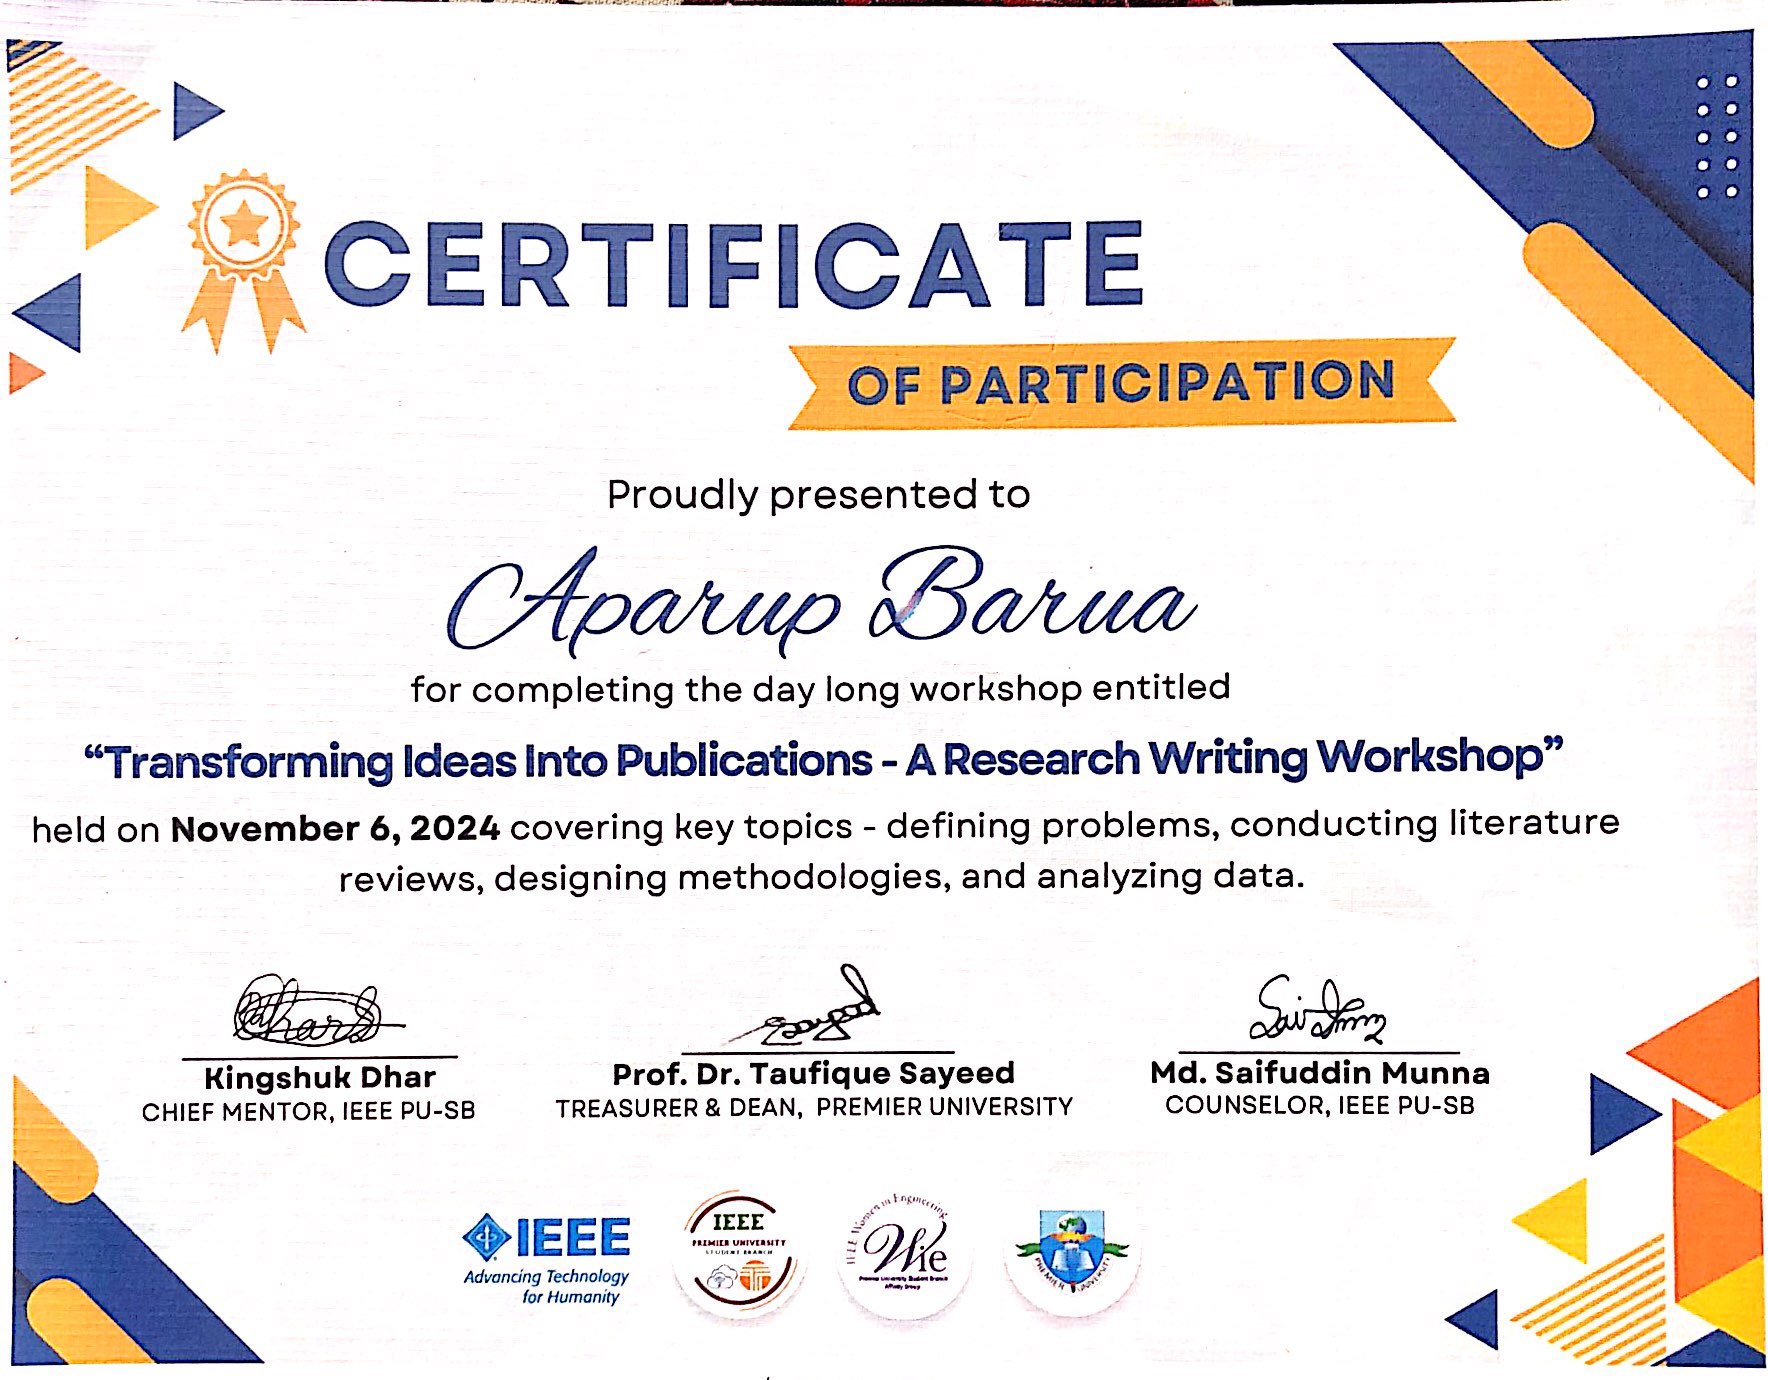 CERTIFICATE
OF PARTICIPATION
Proudly presented to
Aparup Barua
for completing the day long workshop entitled
“Transforming Ideas Into Publications - A Research Writing Workshop”
held on November 6, 2024 covering key topics - defining problems, conducting literature
reviews, designing methodologies, and analyzing data.
Kingshuk Dhar
CHIEF MENTOR, IEEE PU-SB
Prof. Dr. Taufique Sayeed
TREASURER & DEAN, PREMIER UNIVERSITY
Md. Saifuddin Munna
COUNSELOR, IEEE PU-SB
IEEE
Advancing Technology
for Humanity
IEEE
PREMIER UNIVERSITY
STUDENT BRANCH
IEEE Women in Engineering
Wie
Premier University Student Branch
Affinity Group
PREMIER UNIVERSITY